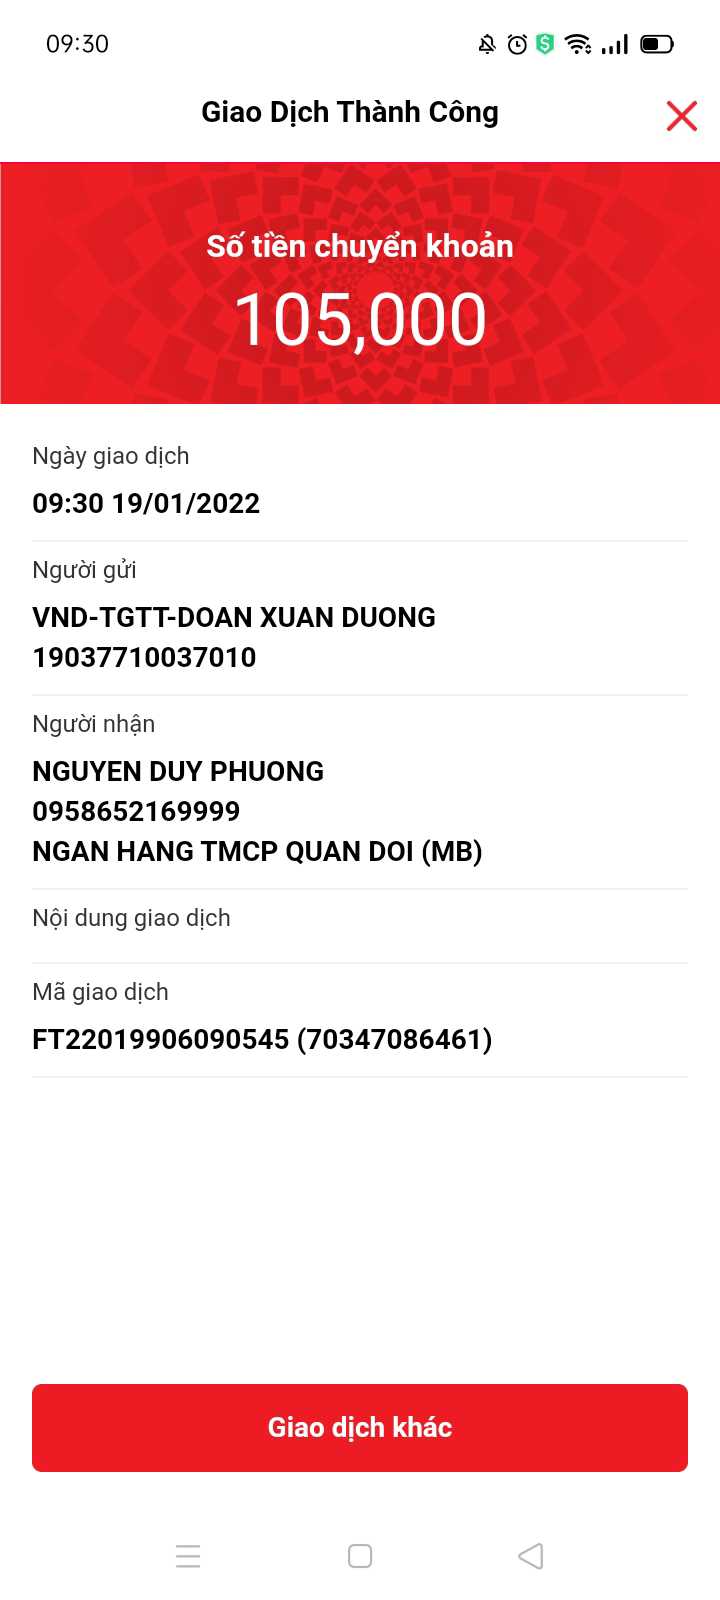 09:30
Giao Dịch Thành Công
Số tiền chuyển khoản
105,000
Ngày giao dịch
09:30 19/01/2022
Người gửi
VND-TGTT-DOAN XUAN DUONG
19037710037010
Người nhận
NGUYEN DUY PHUONG
0958652169999
NGAN HANG TMCP QUAN DOI (MB)
Nội dung giao dịch
Mã giao dịch
FT22019906090545 (70347086461)
Giao dịch khác